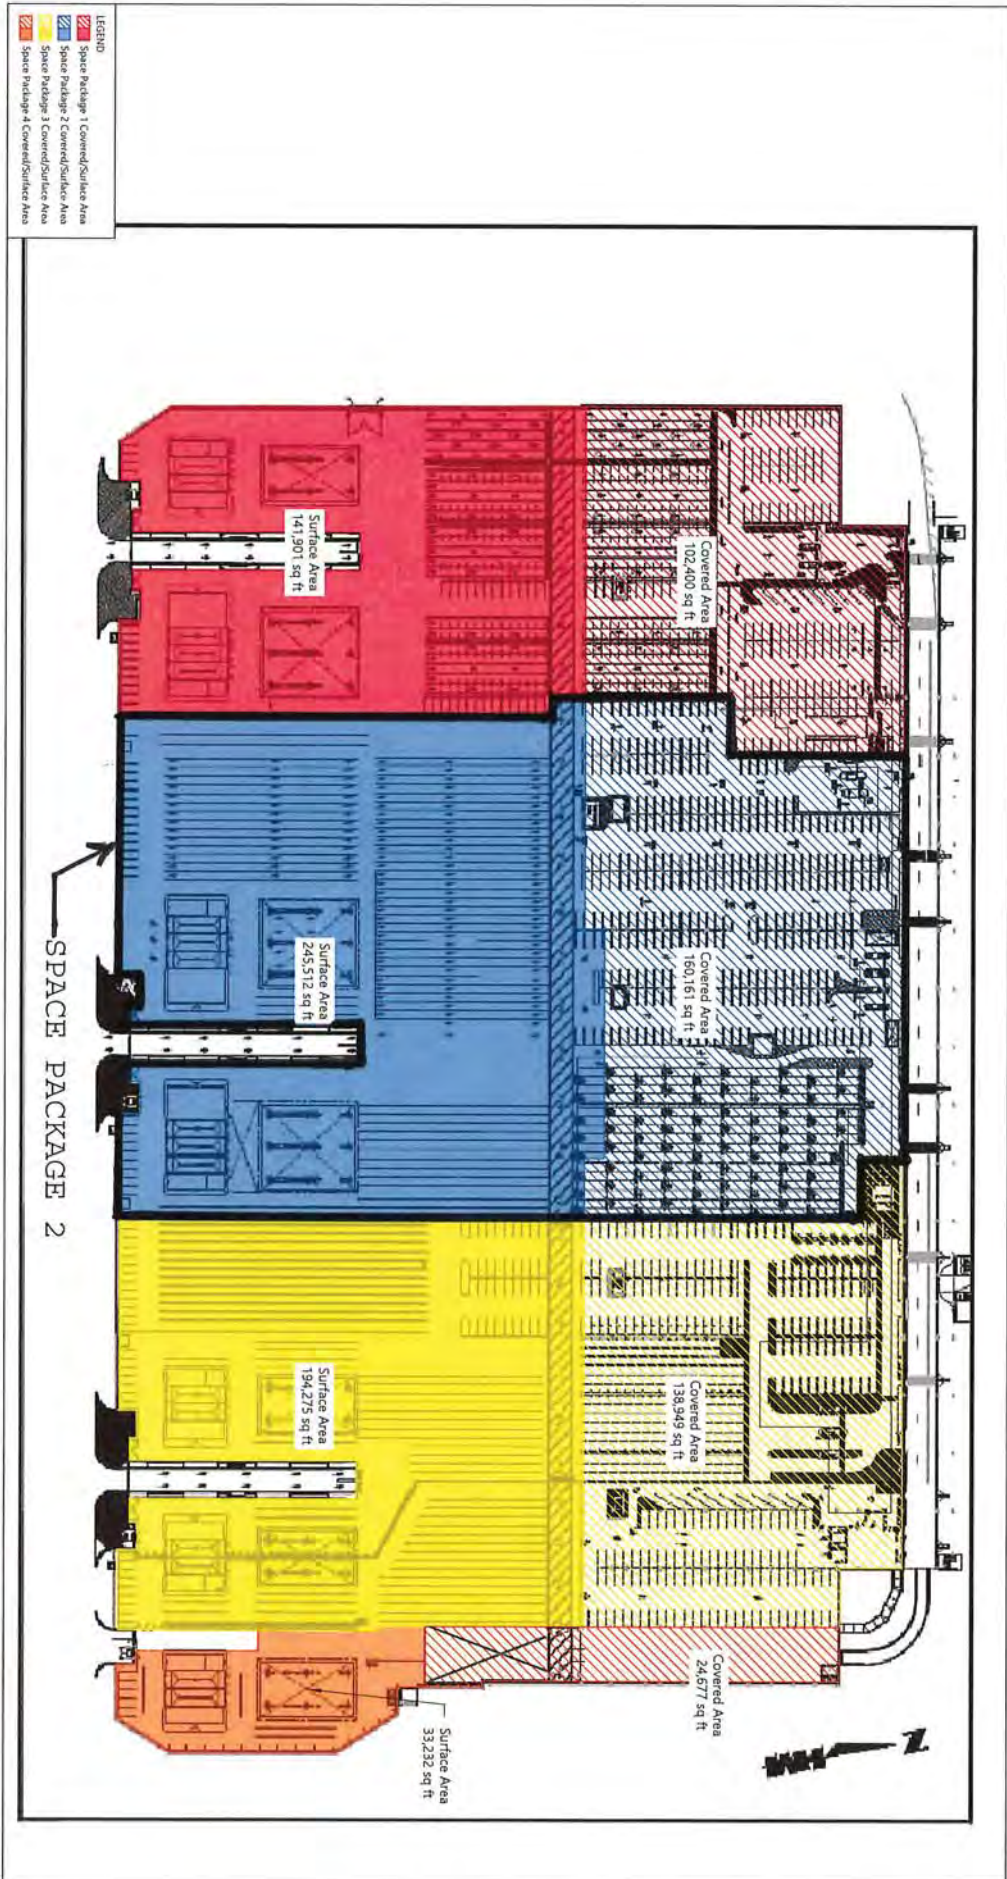 LEGEND
Space Package 1 Covered/Surface Area
Space Package 2 Covered/Surface Area
Space Package 3 Covered/Surface Area
Space Package 4 Covered/Surface Area
Covered Area
102,400 sq ft
Surface Area
141,901 sq ft
Covered Area
160,161 sq ft
Surface Area
245,512 sq ft
Covered Area
138,949 sq ft
Surface Area
194,275 sq ft
Covered Area
24,677 sq ft
Surface Area
33,232 sq ft
SPACE PACKAGE 2